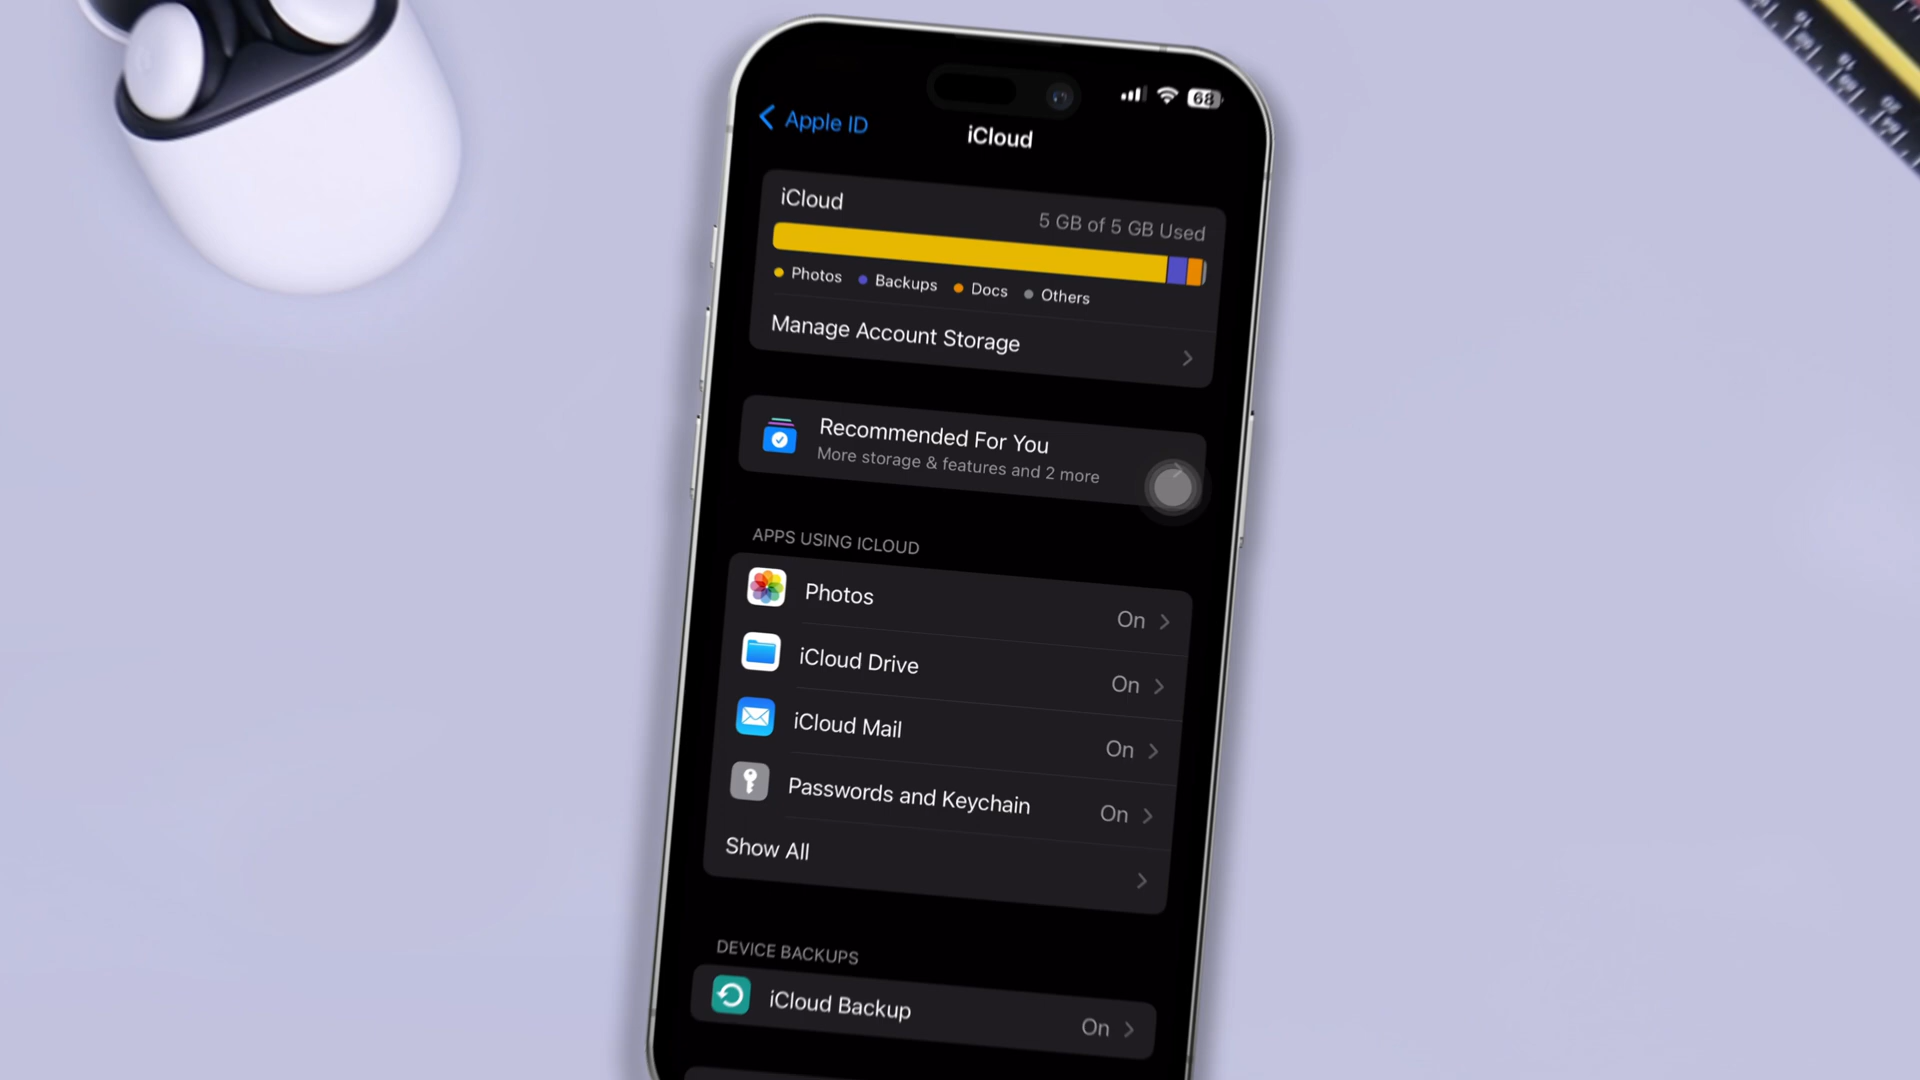 68
Apple ID
iCloud
iCloud
5 GB of 5 GB Used
Photos Backups Docs Others
Manage Account Storage
Recommended For You
More storage & features and 2 more
APPS USING ICLOUD
Photos On
iCloud Drive On
iCloud Mail On
Passwords and Keychain On
Show All
DEVICE BACKUPS
iCloud Backup On